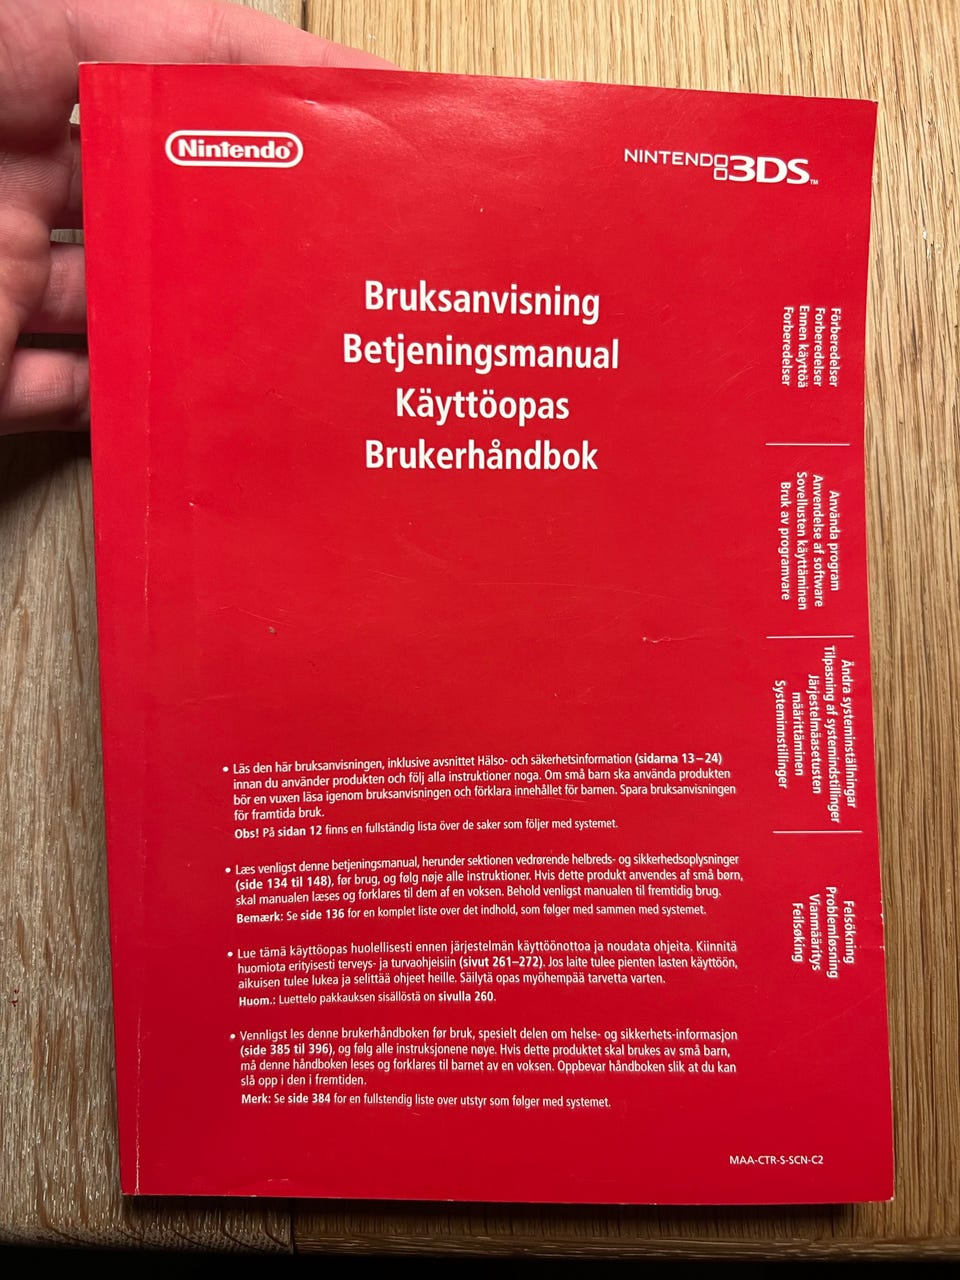 Nintendo®
NINTENDO 3DS™
Bruksanvisning
Betjeningsmanual
Käyttöopas
Brukerhåndbok
Förberedelser
Forberedelser
Ennen käyttöä
Forberedelser
Använda program
Anvendelse af software
Sovellusten käyttäminen
Bruk av programvare
Ändra systeminställningar
Tilpasning af systemindstillinger
Järjestelmäasetusten
määrittäminen
Systeminnstillinger
Felsökning
Problemløsning
Vianmääritys
Feilsøking
• Läs den här bruksanvisningen, inklusive avsnittet Hälso- och säkerhetsinformation (sidarna 13–24)
innan du använder produkten och följ alla instruktioner noga. Om små barn ska använda produkten
bör en vuxen läsa igenom bruksanvisningen och förklara innehållet för barnen. Spara bruksanvisningen
för framtida bruk.
Obs! På sidan 12 finns en fullständig lista över de saker som följer med systemet.
• Læs venligst denne betjeningsmanual, herunder sektionen vedrørende helbreds- og sikkerhedsoplysninger
(side 134 til 148), før brug, og følg nøje alle instruktioner. Hvis dette produkt anvendes af små børn,
skal manualen læses og forklares til dem af en voksen. Behold venligst manualen til fremtidig brug.
Bemærk: Se side 136 for en komplet liste over det indhold, som følger med sammen med systemet.
• Lue tämä käyttöopas huolellisesti ennen järjestelmän käyttöönottoa ja noudata ohjeita. Kiinnitä
huomiota erityisesti terveys- ja turvaohjeisiin (sivut 261–272). Jos laite tulee pienten lasten käyttöön,
aikuisen tulee lukea ja selittää ohjeet heille. Säilytä opas myöhempää tarvetta varten.
Huom.: Luettelo pakkauksen sisällöstä on sivulla 260.
• Vennligst les denne brukerhåndboken før bruk, spesielt delen om helse- og sikkerhets-informasjon
(side 385 til 396), og følg alle instruksjonene nøye. Hvis dette produktet skal brukes av små barn,
må denne håndboken leses og forklares til barnet av en voksen. Oppbevar håndboken slik at du kan
slå opp i den i fremtiden.
Merk: Se side 384 for en fullstendig liste over utstyr som følger med systemet.
MAA-CTR-S-SCN-C2